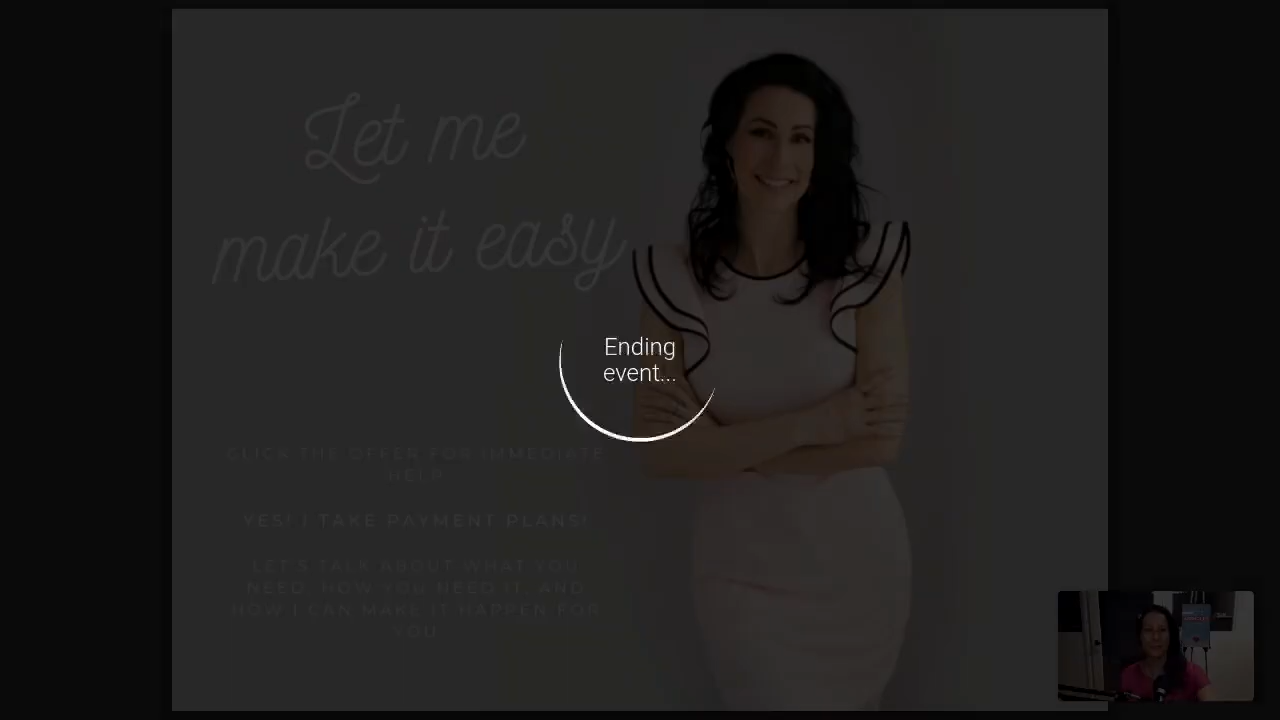 Let me
make it easy
Ending
event...
CLICK THE OFFER FOR IMMEDIATE
HELP
YES! I TAKE PAYMENT PLANS!
LET'S TALK ABOUT WHAT YOU
NEED, HOW YOU NEED IT, AND
HOW I CAN MAKE IT HAPPEN FOR
YOU